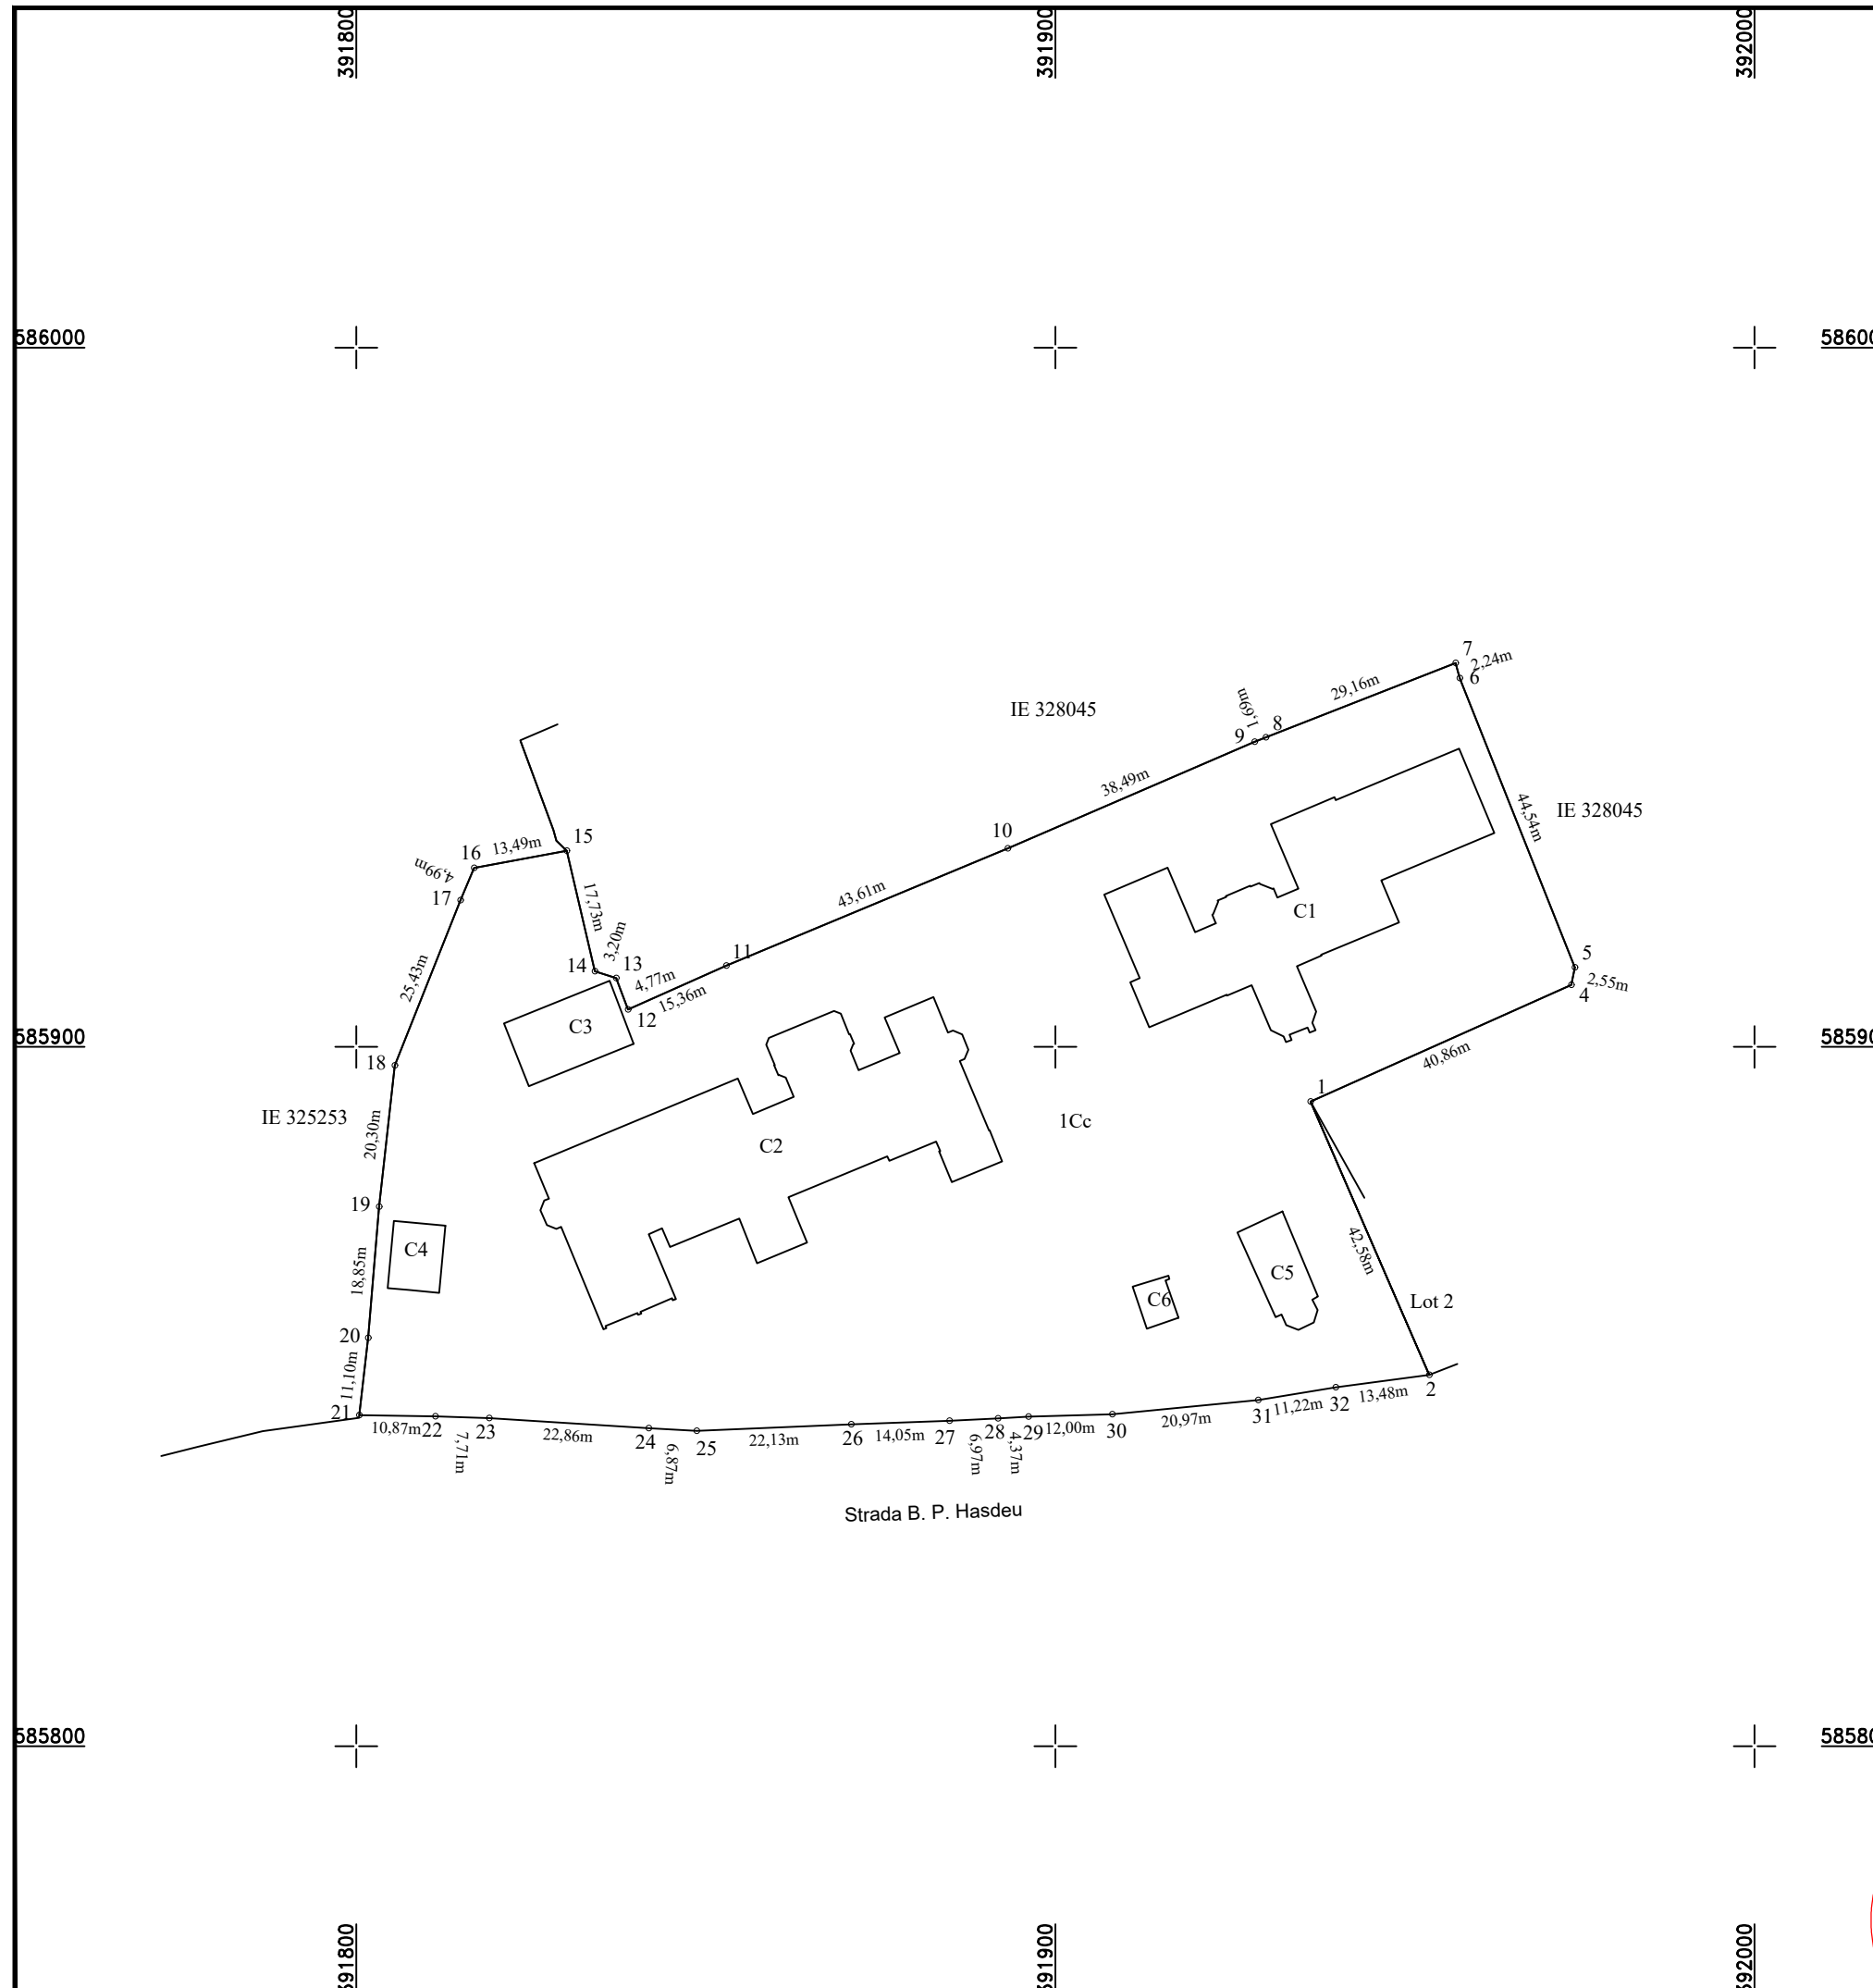 391800
391900
392000
586000
58600
7
2,24m
6
29,16m
IE 328045
1,69m
8
9
38,49m
44,54m
IE 328045
10
15
13,49m
16
4,99m
17
17,73m
43,61m
C1
3,20m
11
14
13
4,77m
15,36m
12
25,43m
5
2,55m
4
C3
585900
58590
18
40,86m
1
IE 325253
20,30m
1Cc
C2
19
C4
18,85m
42,58m
C5
C6
Lot 2
20
11,10m
21
10,87m
22
7,71m
23
22,86m
24
6,87m
25
22,13m
26
14,05m
27
6,97m
28
4,37m
29
12,00m
30
20,97m
31
11,22m
32
13,48m
2
Strada B. P. Hasdeu
585800
58580
391800
391900
392000